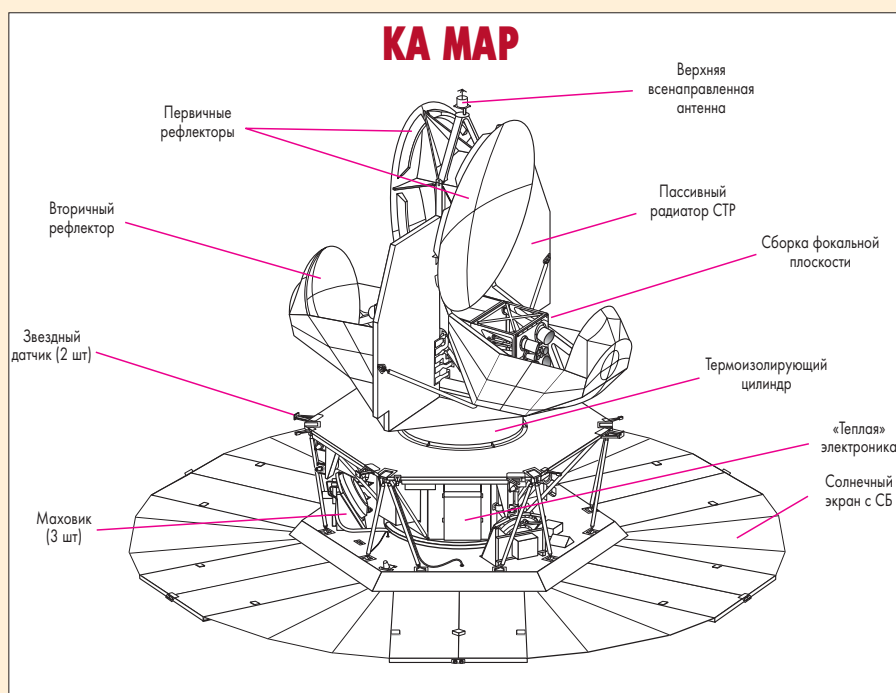 КА МАР
Верхняя
всенаправленная
антенна
Первичные
рефлекторы
Пассивный
радиатор СТР
Вторичный
рефлектор
Сборка фокальной
плоскости
Звездный
датчик (2 шт)
Термоизолирующий
цилиндр
«Теплая»
электроника
Солнечный
экран с СБ
Маховик
(3 шт)